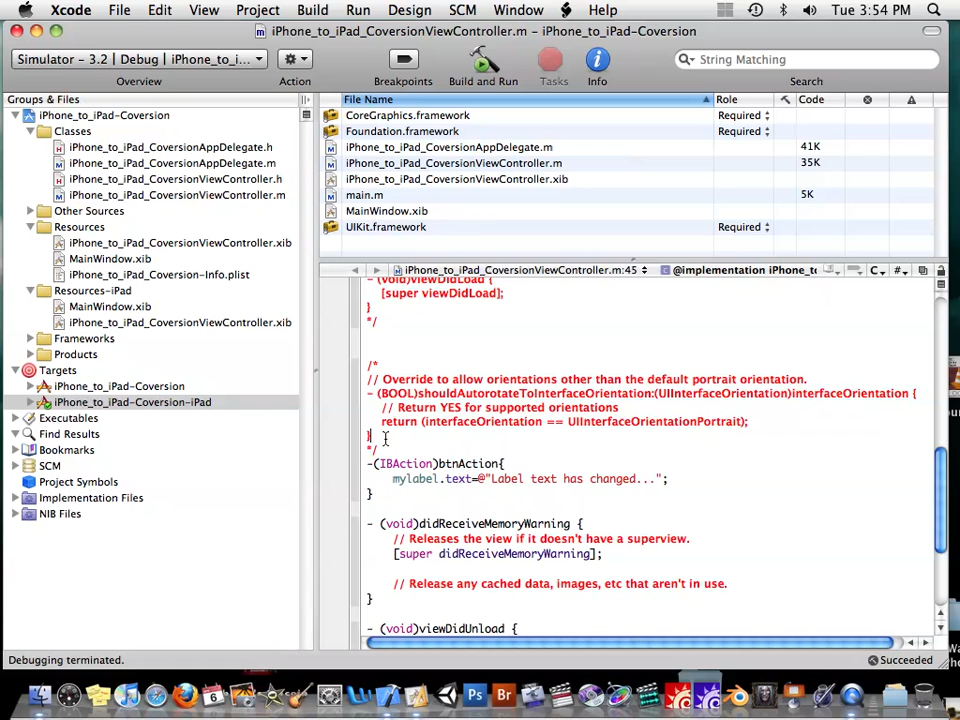 Xcode File Edit View Project Build Run Design SCM Window Help Tue 3:54 PM
iPhone_to_iPad_CoversionViewController.m – iPhone_to_iPad-Coversion
Simulator - 3.2 | Debug | iPhone_to_i... String Matching
Overview Action Breakpoints Build and Run Tasks Info Search
Groups & Files
iPhone_to_iPad-Coversion
Classes
iPhone_to_iPad_CoversionAppDelegate.h
iPhone_to_iPad_CoversionAppDelegate.m
iPhone_to_iPad_CoversionViewController.h
iPhone_to_iPad_CoversionViewController.m
Other Sources
Resources
iPhone_to_iPad_CoversionViewController.xib
MainWindow.xib
iPhone_to_iPad_Coversion-Info.plist
Resources-iPad
MainWindow.xib
iPhone_to_iPad_CoversionViewController.xib
Frameworks
Products
Targets
iPhone_to_iPad-Coversion
iPhone_to_iPad-Coversion-iPad
Executables
Find Results
Bookmarks
SCM
Project Symbols
Implementation Files
NIB Files
File Name Role Code
CoreGraphics.framework Required
Foundation.framework Required
iPhone_to_iPad_CoversionAppDelegate.m 41K
iPhone_to_iPad_CoversionViewController.m 35K
iPhone_to_iPad_CoversionViewController.xib
main.m 5K
MainWindow.xib
UIKit.framework Required
iPhone_to_iPad_CoversionViewController.m:45 @implementation iPhone_to C #
- (void)viewDidLoad {
[super viewDidLoad];
}
*/
/*
// Override to allow orientations other than the default portrait orientation.
- (BOOL)shouldAutorotateToInterfaceOrientation:(UIInterfaceOrientation)interfaceOrientation {
// Return YES for supported orientations
return (interfaceOrientation == UIInterfaceOrientationPortrait);
}
*/
-(IBAction)btnAction{
mylabel.text=@"Label text has changed...";
}
- (void)didReceiveMemoryWarning {
// Releases the view if it doesn't have a superview.
[super didReceiveMemoryWarning];
// Release any cached data, images, etc that aren't in use.
}
- (void)viewDidUnload {
Debugging terminated. Succeeded